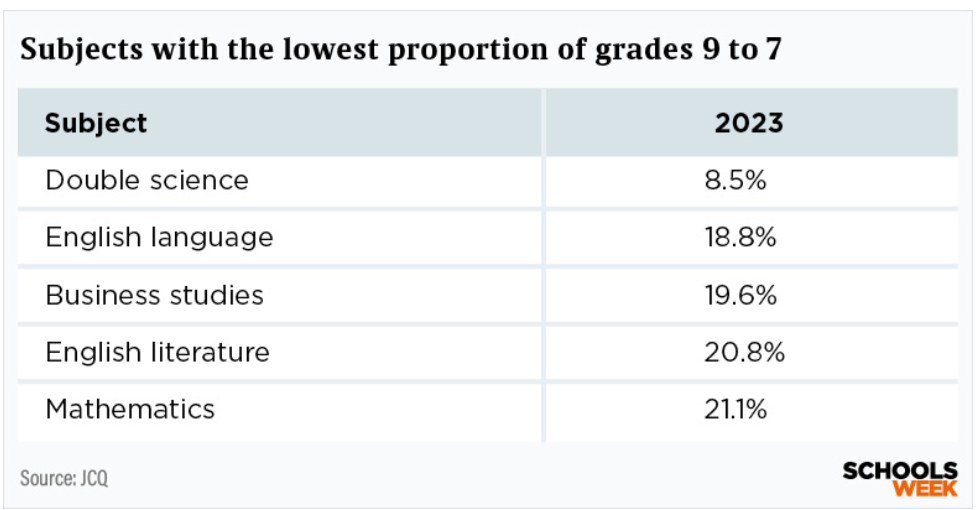 Subjects with the lowest proportion of grades 9 to 7
Subject 2023
Double science 8.5%
English language 18.8%
Business studies 19.6%
English literature 20.8%
Mathematics 21.1%
Source: JCQ
SCHOOLS
WEEK